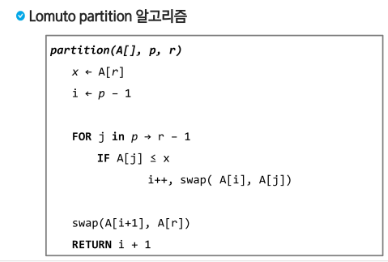 Lomuto partition 알고리즘
partition(A[], p, r)
x ← A[r]
i ← p - 1
FOR j in p → r - 1
IF A[j] ≤ x
i++, swap( A[i], A[j])
swap(A[i+1], A[r])
RETURN i + 1